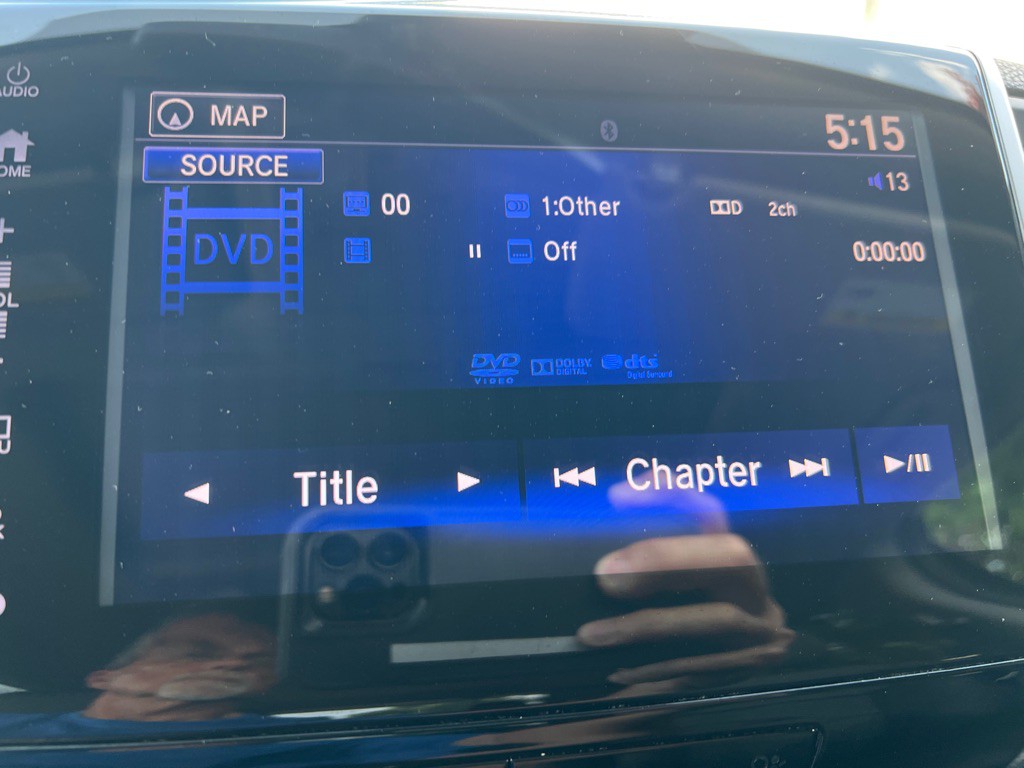 AUDIO
MAP
5:15
HOME
SOURCE
13
DVD
00
1:Other
2ch
Off
0:00:00
DVD
VIDEO
DOLBY
DIGITAL
dts
Digital Surround
Title
Chapter